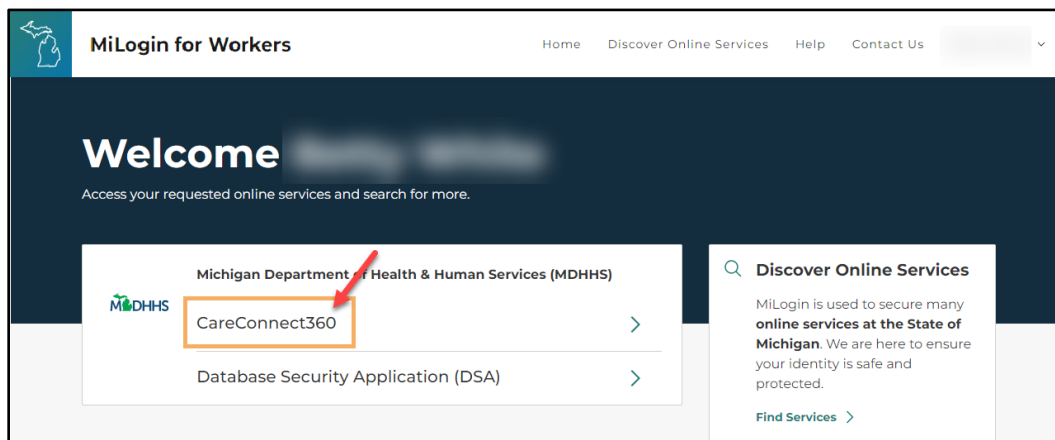 MiLogin for Workers
Home Discover Online Services Help Contact Us
Welcome
Access your requested online services and search for more.
Michigan Department of Health & Human Services (MDHHS)
MDHHS
CareConnect360
Database Security Application (DSA)
Discover Online Services
MiLogin is used to secure many
online services at the State of
Michigan. We are here to ensure
your identity is safe and
protected.
Find Services